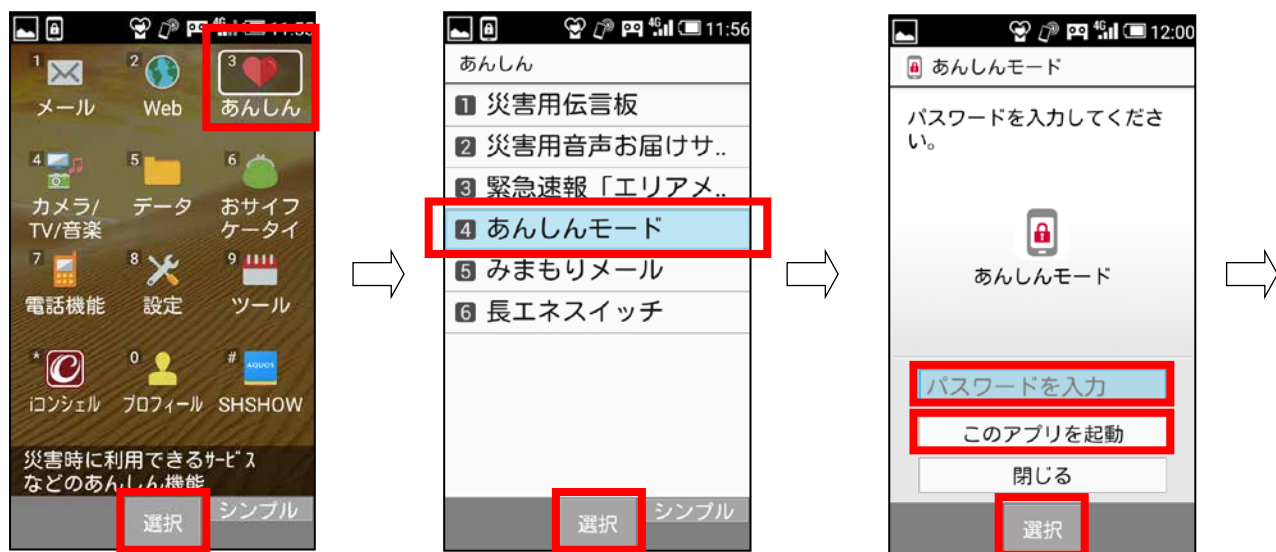 4G
1
2
3
メール
Web
あんしん
4
5
6
カメラ/
TV/音楽
データ
おサイフ
ケータイ
7
8
9
電話機能
設定
ツール
*
0
#
AQUOS
iコンシェル
プロフィール
SHSHOW
災害時に利用できるサービス
などのあんしん機能
選択
シンプル
4G 11:56
あんしん
1 災害用伝言板
2 災害用音声お届けサ..
3 緊急速報「エリアメ..
4 あんしんモード
5 みまもりメール
6 長エネスイッチ
選択
シンプル
4G 12:00
あんしんモード
パスワードを入力してくださ
い。
あんしんモード
パスワードを入力
このアプリを起動
閉じる
選択